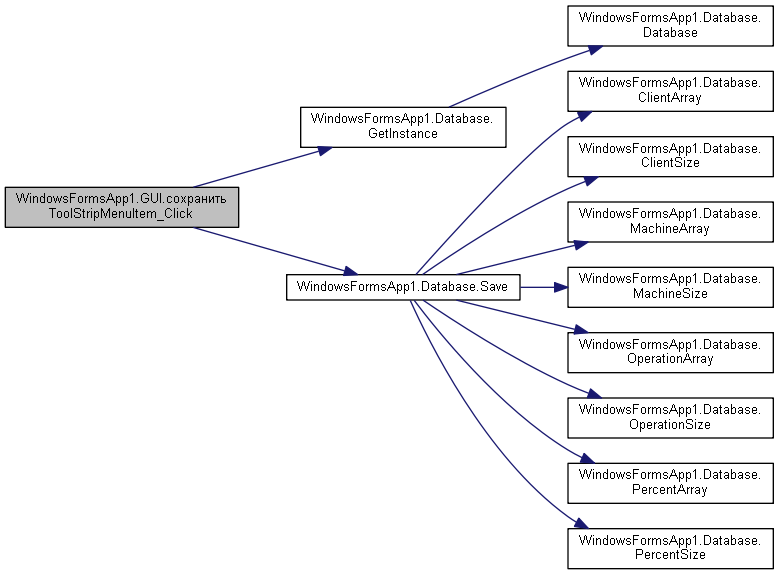 WindowsFormsApp1.GUI.сохранить
ToolStripMenuItem_Click
WindowsFormsApp1.Database.
GetInstance
WindowsFormsApp1.Database.
Database
WindowsFormsApp1.Database.Save
WindowsFormsApp1.Database.
ClientArray
WindowsFormsApp1.Database.
ClientSize
WindowsFormsApp1.Database.
MachineArray
WindowsFormsApp1.Database.
MachineSize
WindowsFormsApp1.Database.
OperationArray
WindowsFormsApp1.Database.
OperationSize
WindowsFormsApp1.Database.
PercentArray
WindowsFormsApp1.Database.
PercentSize